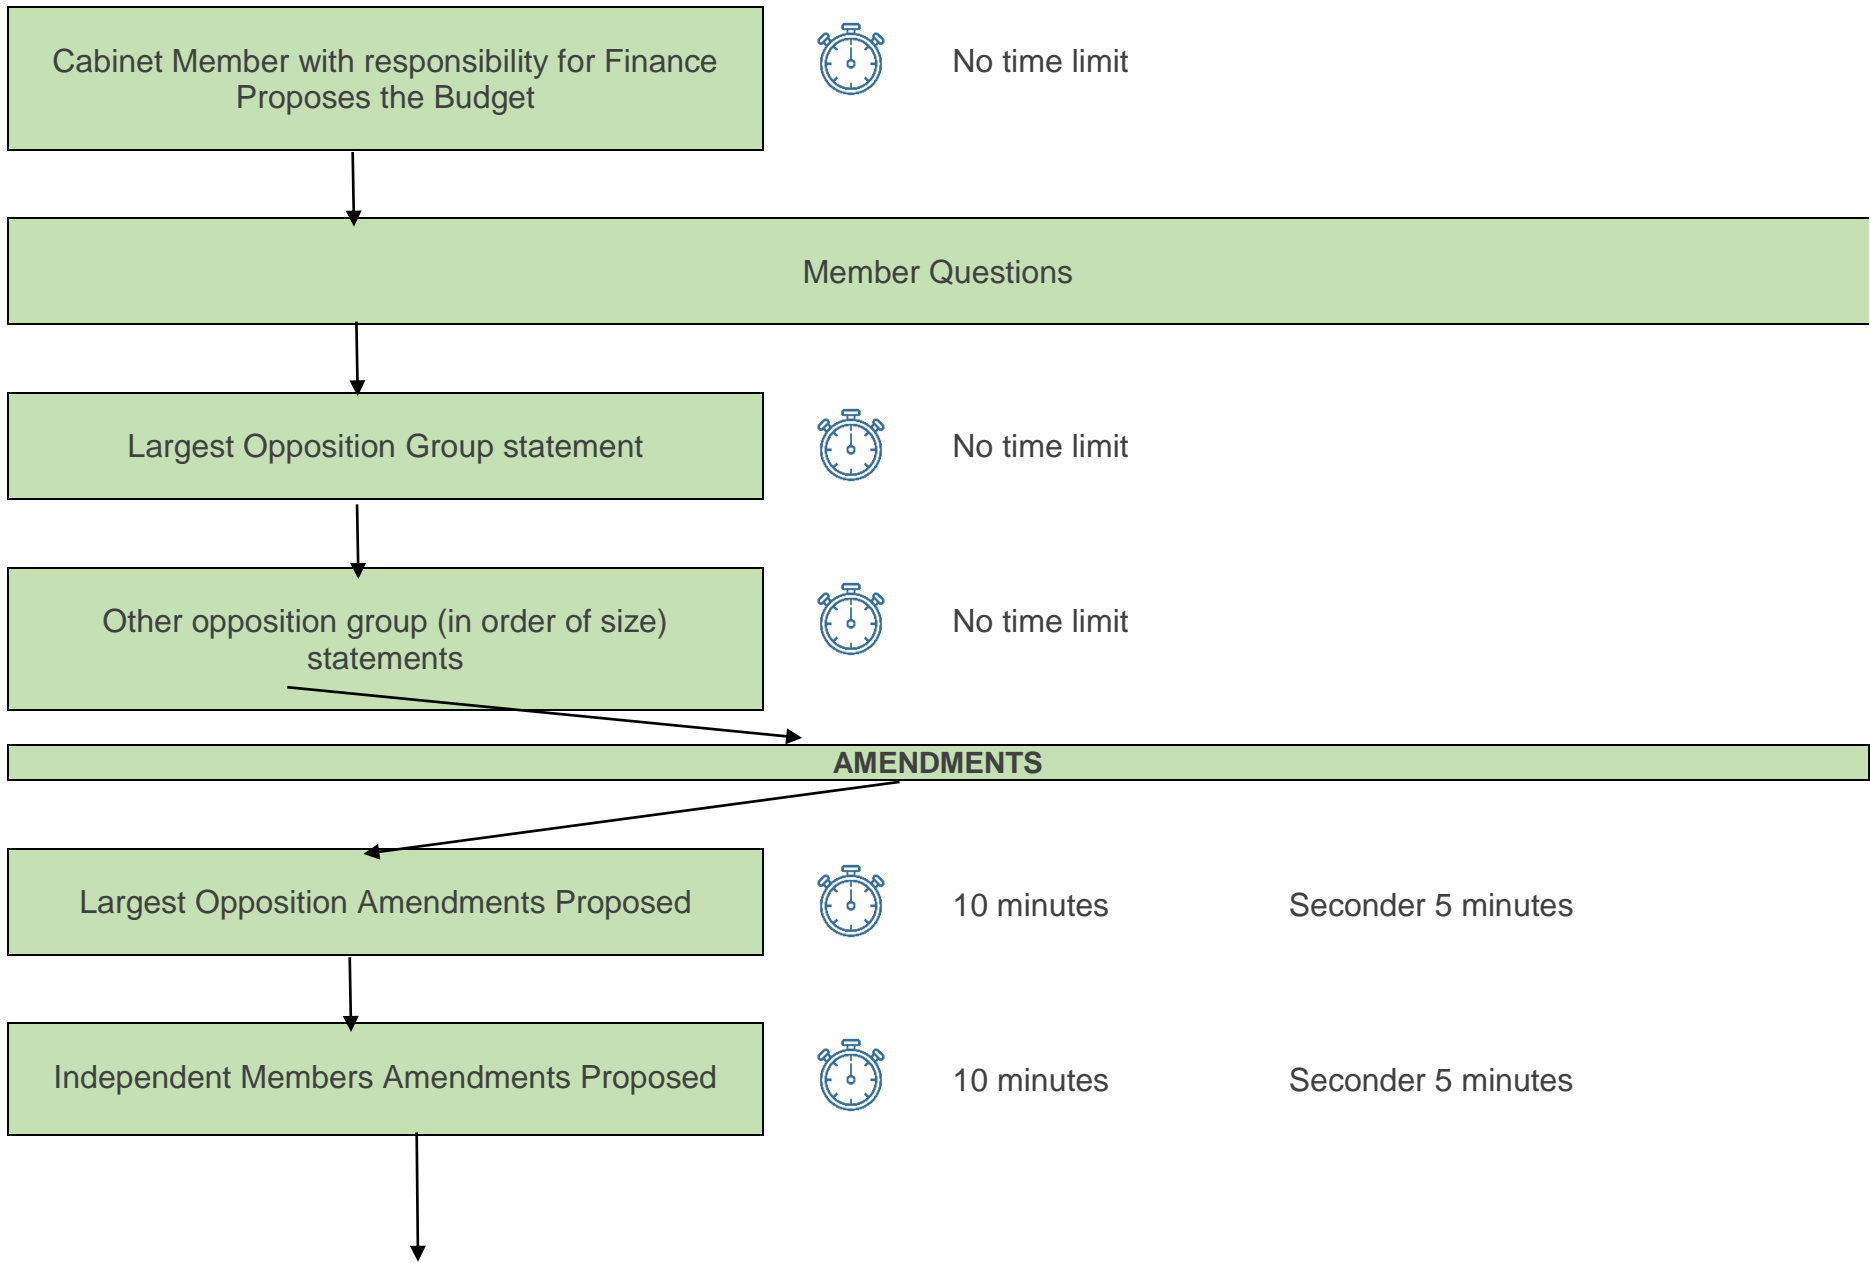 Cabinet Member with responsibility for Finance
Proposes the Budget
No time limit
Member Questions
Largest Opposition Group statement
No time limit
Other opposition group (in order of size)
statements
No time limit
AMENDMENTS
Largest Opposition Amendments Proposed
10 minutes
Seconder 5 minutes
Independent Members Amendments Proposed
10 minutes
Seconder 5 minutes